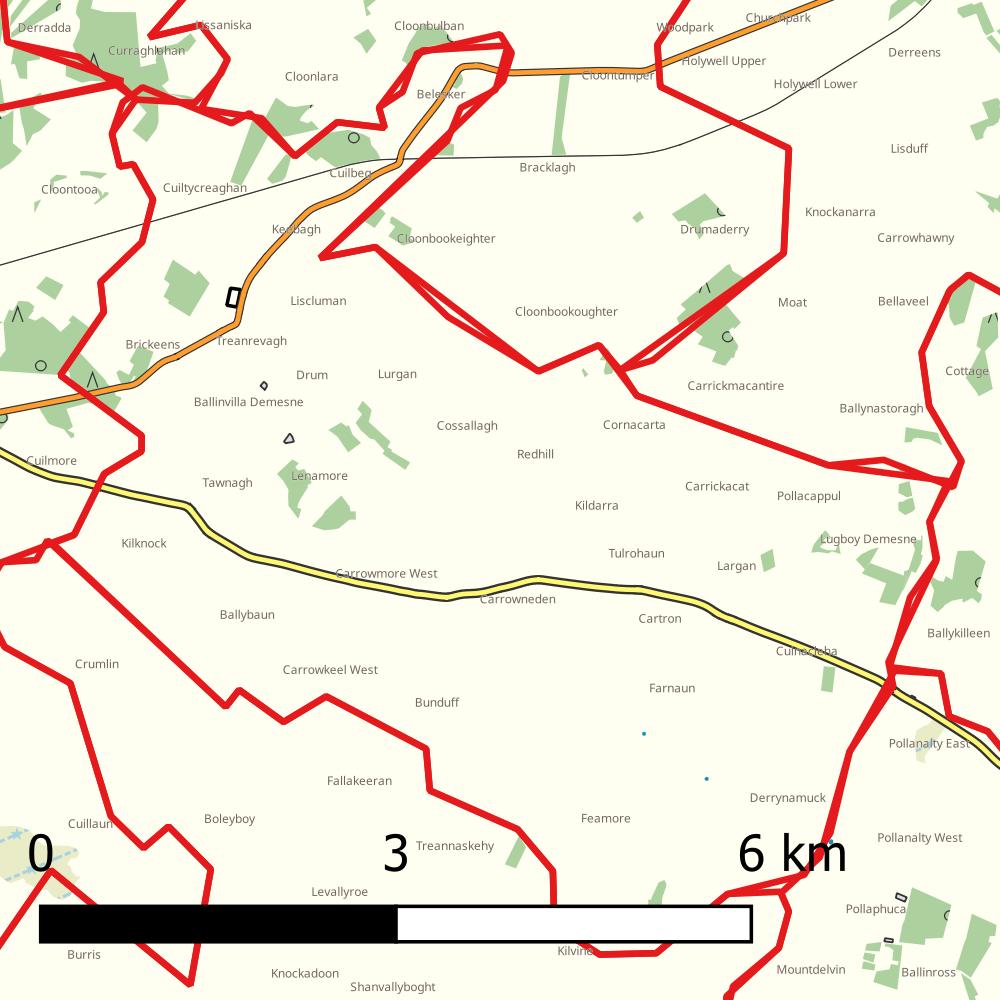 Derradda
Lissaniska
Cloonbulban
Woodpark
Churchpark
Curraghlahan
Holywell Upper
Derreens
Cloonlara
Cloontumper
Holywell Lower
Belesker
Lisduff
Bracklagh
Cuilbeg
Cloontooa
Cuiltycreaghan
Knockanarra
Keebagh
Drumaderry
Cloonbookeighter
Carrowhawny
Liscluman
Moat
Bellaveel
Cloonbookoughter
Brickeens
Treanrevagh
Cottage
Drum
Lurgan
Carrickmacantire
Ballinvilla Demesne
Ballynastoragh
Cossallagh
Cornacarta
Redhill
Cuilmore
Lenamore
Tawnagh
Carrickacat
Pollacappul
Kildarra
Kilknock
Lugboy Demesne
Tulrohaun
Largan
Carrowmore West
Carrowneden
Ballybaun
Cartron
Ballykilleen
Crumlin
Culnacleba
Carrowkeel West
Farnaun
Bunduff
Pollanalty East
Fallakeeran
Derrynamuck
Cuillaun
Boleyboy
Feamore
Pollanalty West
Treannaskehy
0 3 6 km
Levallyroe
Pollaphuca
Burris
Kilvine
Knockadoon
Mountdelvin
Ballinross
Shanvallyboght